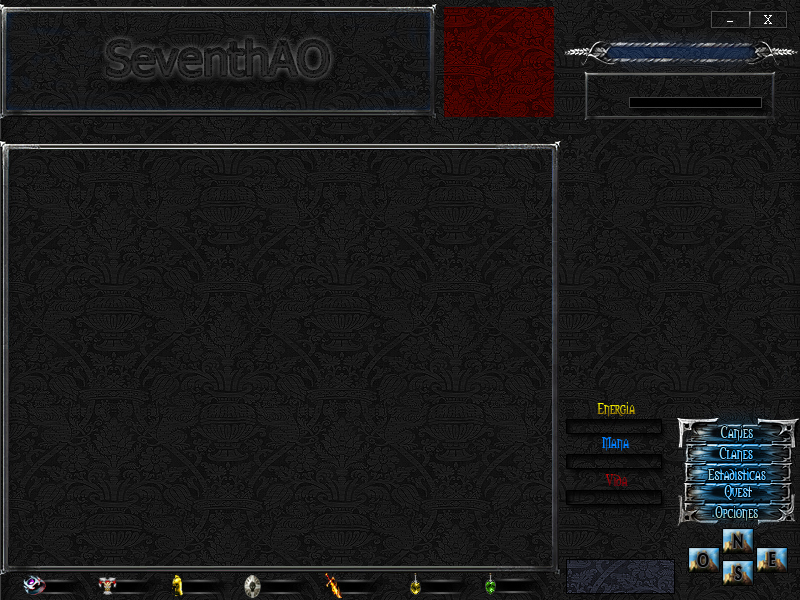 SeventhAO
– X
Energia
Mana
Vida
Canjes
Clanes
Estadisticas
Quest
Opciones
N
O E
S